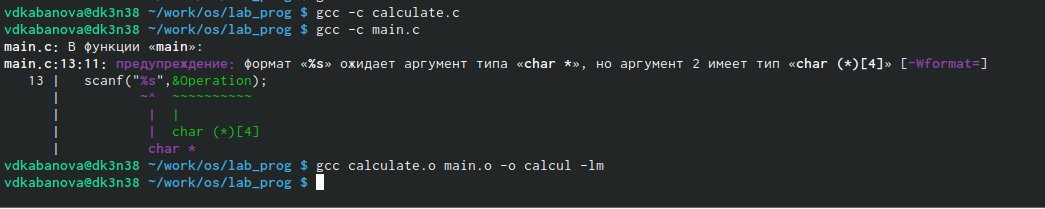 vdkabanova@dk3n38 ~/work/os/lab_prog $ gcc -c calculate.c
vdkabanova@dk3n38 ~/work/os/lab_prog $ gcc -c main.c
main.c: В функции «main»:
main.c:13:11: предупреждение: формат «%s» ожидает аргумент типа «char *», но аргумент 2 имеет тип «char (*)[4]» [-Wformat=]
   13 |   scanf("%s",&Operation);
      |          ~^  ~~~~~~~~~~
      |           |  |
      |           |  char (*)[4]
      |           char *
vdkabanova@dk3n38 ~/work/os/lab_prog $ gcc calculate.o main.o -o calcul -lm
vdkabanova@dk3n38 ~/work/os/lab_prog $